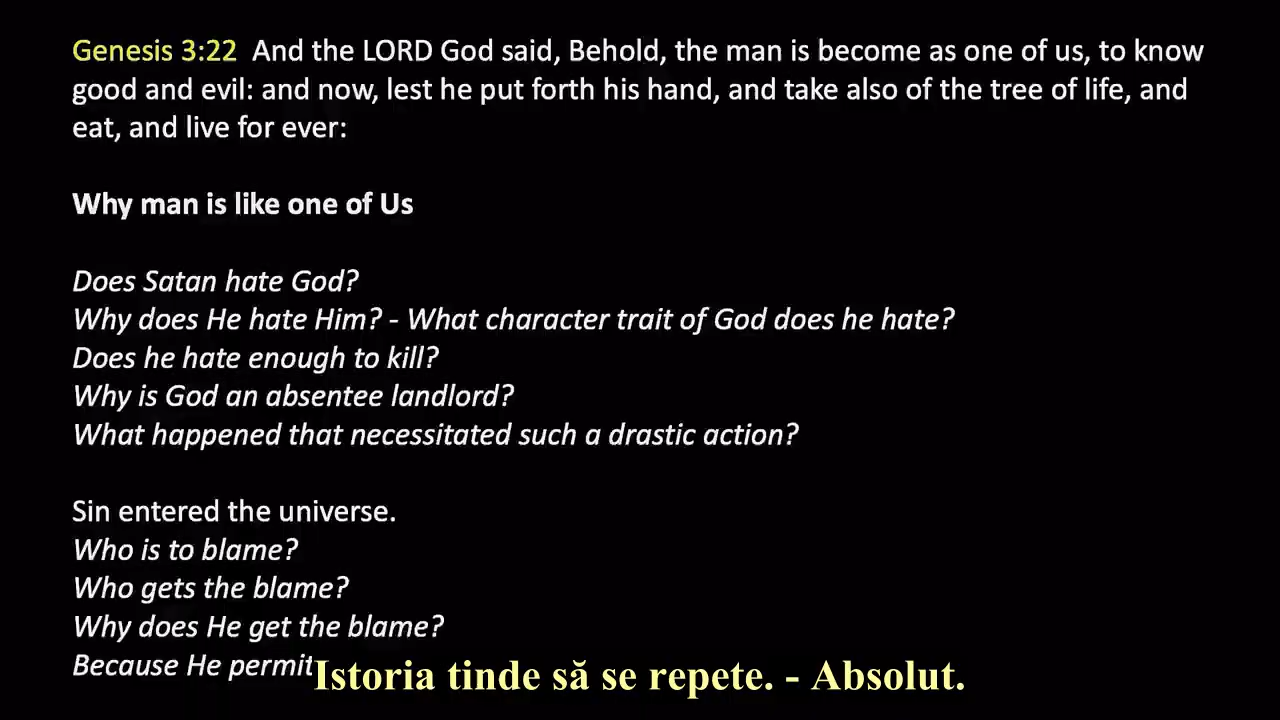 Genesis 3:22 And the LORD God said, Behold, the man is become as one of us, to know
good and evil: and now, lest he put forth his hand, and take also of the tree of life, and
eat, and live for ever:
Why man is like one of Us
Does Satan hate God?
Why does He hate Him? - What character trait of God does he hate?
Does he hate enough to kill?
Why is God an absentee landlord?
What happened that necessitated such a drastic action?
Sin entered the universe.
Who is to blame?
Who gets the blame?
Why does He get the blame?
Because He permit
Istoria tinde să se repete. - Absolut.